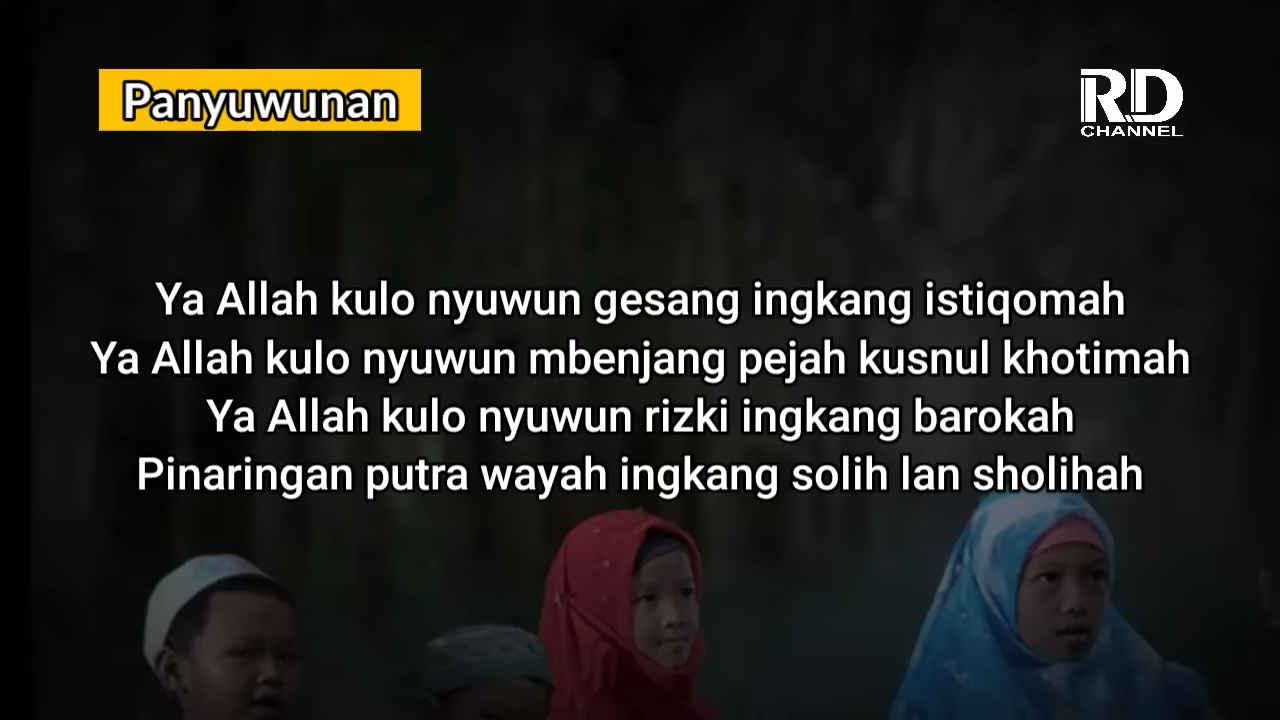 Panyuwunan
RD
CHANNEL
Ya Allah kulo nyuwun gesang ingkang istiqomah
Ya Allah kulo nyuwun mbenjang pejah kusnul khotimah
Ya Allah kulo nyuwun rizki ingkang barokah
Pinaringan putra wayah ingkang solih lan sholihah